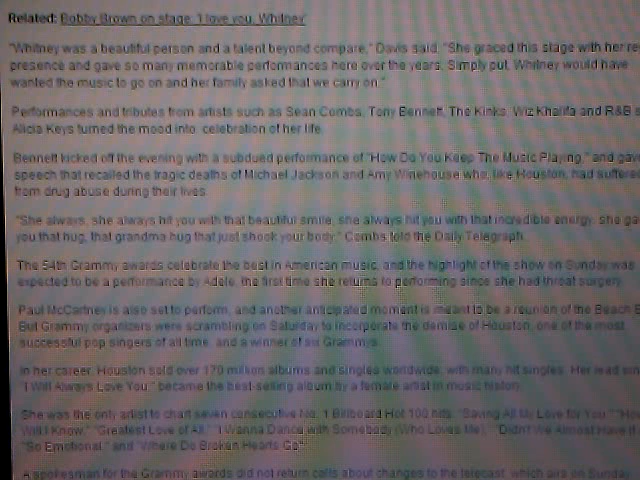 Related: Bobby Brown on stage: 'I love you, Whitney
"Whitney was a beautiful person and a talent beyond compare," Davis said. "She graced this stage with her re
presence and gave so many memorable performances here over the years. Simply put, Whitney would have
wanted the music to go on and her family asked that we carry on."
Performances and tributes from artists such as Sean Combs, Tony Bennett, The Kinks, Wiz Khalifa and R&B s
Alicia Keys turned the mood into celebration of her life.
Bennett kicked off the evening with a subdued performance of "How Do You Keep The Music Playing," and gave
speech that recalled the tragic deaths of Michael Jackson and Amy Winehouse who, like Houston, had suffered
from drug abuse during their lives.
"She always, she always hit you with that beautiful smile, she always hit you with that incredible energy, she ga
you that hug, that grandma hug that just shook your body," Combs told the Daily Telegraph.
The 54th Grammy awards celebrate the best in American music, and the highlight of the show on Sunday was
expected to be a performance by Adele, the first time she returns to performing since she had throat surgery.
Paul McCartney is also set to perform, and another anticipated moment is meant to be a reunion of the Beach B
But Grammy organizers were scrambling on Saturday to incorporate the demise of Houston, one of the most
successful pop singers of all time, and a winner of six Grammys.
In her career, Houston sold over 170 million albums and singles worldwide, with many hit singles. Her read sin
"I Will Always Love You," became the best-selling album by a female artist in music history.
She was the only artist to chart seven consecutive No. 1 Billboard Hot 100 hits: "Saving All My Love for You," "How
Will I Know," "Greatest Love of All," "I Wanna Dance with Somebody (Who Loves Me)," "Didn't We Almost Have It
"So Emotional," and "Where Do Broken Hearts Go"
A spokesman for the Grammy awards did not return calls about changes to the telecast, which airs on Sunday